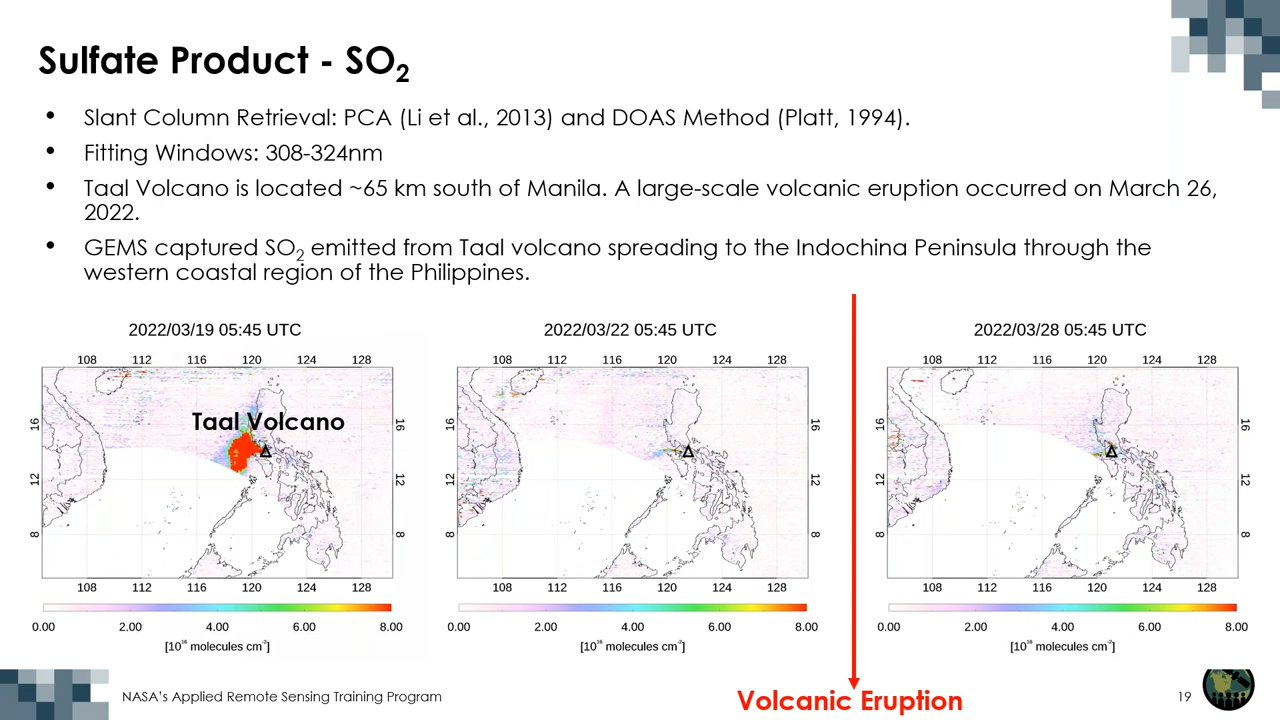 Sulfate Product - SO₂
• Slant Column Retrieval: PCA (Li et al., 2013) and DOAS Method (Platt, 1994).
• Fitting Windows: 308-324nm
• Taal Volcano is located ~65 km south of Manila. A large-scale volcanic eruption occurred on March 26,
2022.
• GEMS captured SO₂ emitted from Taal volcano spreading to the Indochina Peninsula through the
western coastal region of the Philippines.
2022/03/19 05:45 UTC
108 112 116 120 124 128
16
12
8
Taal Volcano
16
12
8
108 112 116 120 124 128
0.00 2.00 4.00 6.00 8.00
[10¹⁶ molecules cm⁻²]
2022/03/22 05:45 UTC
108 112 116 120 124 128
16
12
8
16
12
8
108 112 116 120 124 128
0.00 2.00 4.00 6.00 8.00
[10¹⁶ molecules cm⁻²]
2022/03/28 05:45 UTC
108 112 116 120 124 128
16
12
8
16
12
8
108 112 116 120 124 128
0.00 2.00 4.00 6.00 8.00
[10¹⁶ molecules cm⁻²]
Volcanic Eruption
NASA's Applied Remote Sensing Training Program
19